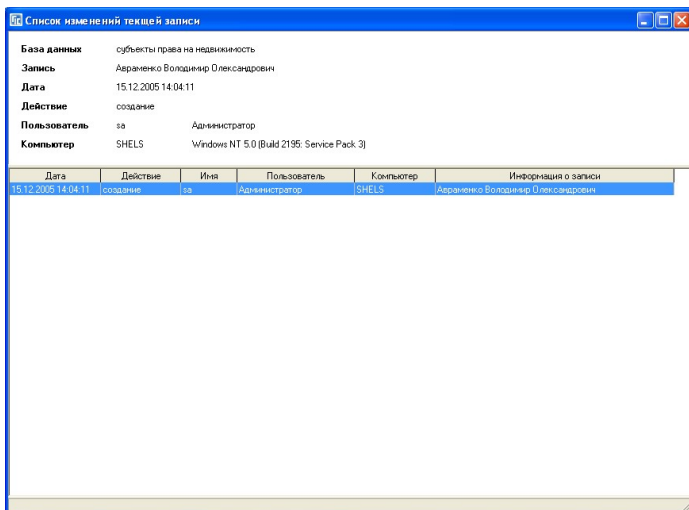 Список изменений текщей записи
База данных субъекты права на недвижимость
Запись Авраменко Володимир Олександрович
Дата 15.12.2005 14:04:11
Действие создание
Пользователь sa Администратор
Компьютер SHELS Windows NT 5.0 (Build 2195: Service Pack 3)
Дата Действие Имя Пользователь Компьютер Информация о записи
15.12.2005 14:04:11 создание sa Администратор SHELS Авраменко Володимир Олександрович